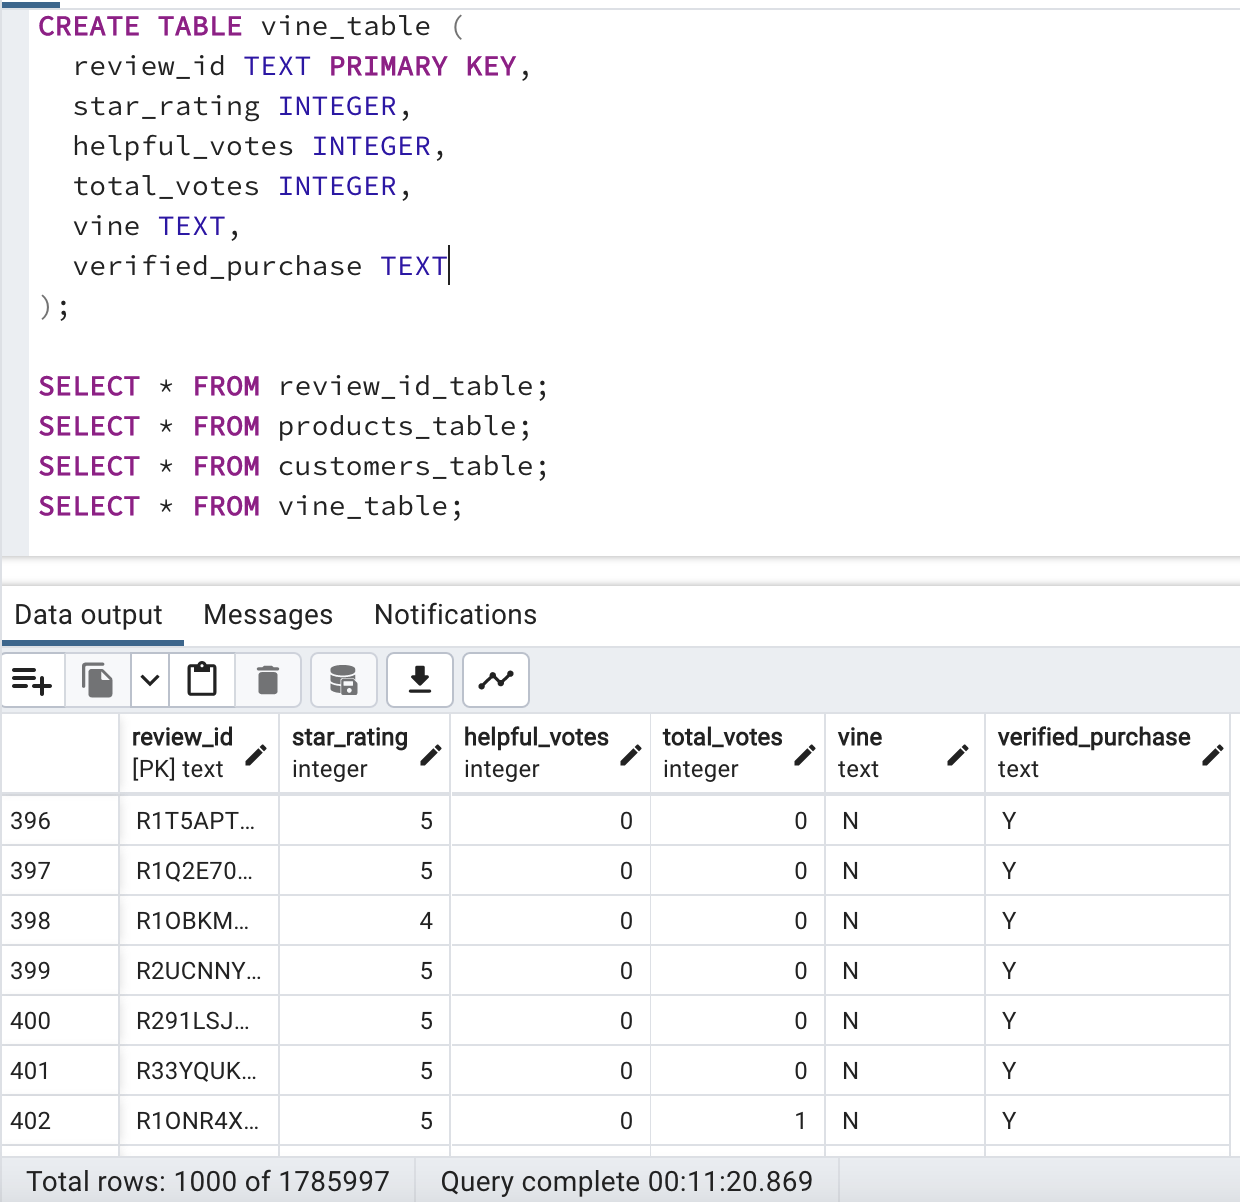 CREATE TABLE vine_table (
  review_id TEXT PRIMARY KEY,
  star_rating INTEGER,
  helpful_votes INTEGER,
  total_votes INTEGER,
  vine TEXT,
  verified_purchase TEXT
);
SELECT * FROM review_id_table;
SELECT * FROM products_table;
SELECT * FROM customers_table;
SELECT * FROM vine_table;
Data output Messages Notifications
review_id star_rating helpful_votes total_votes vine verified_purchase
[PK] text integer integer integer text text
396 R1T5APT... 5 0 0 N Y
397 R1Q2E70... 5 0 0 N Y
398 R1OBKM... 4 0 0 N Y
399 R2UCNNY... 5 0 0 N Y
400 R291LSJ... 5 0 0 N Y
401 R33YQUK... 5 0 0 N Y
402 R1ONR4X... 5 0 1 N Y
Total rows: 1000 of 1785997 Query complete 00:11:20.869